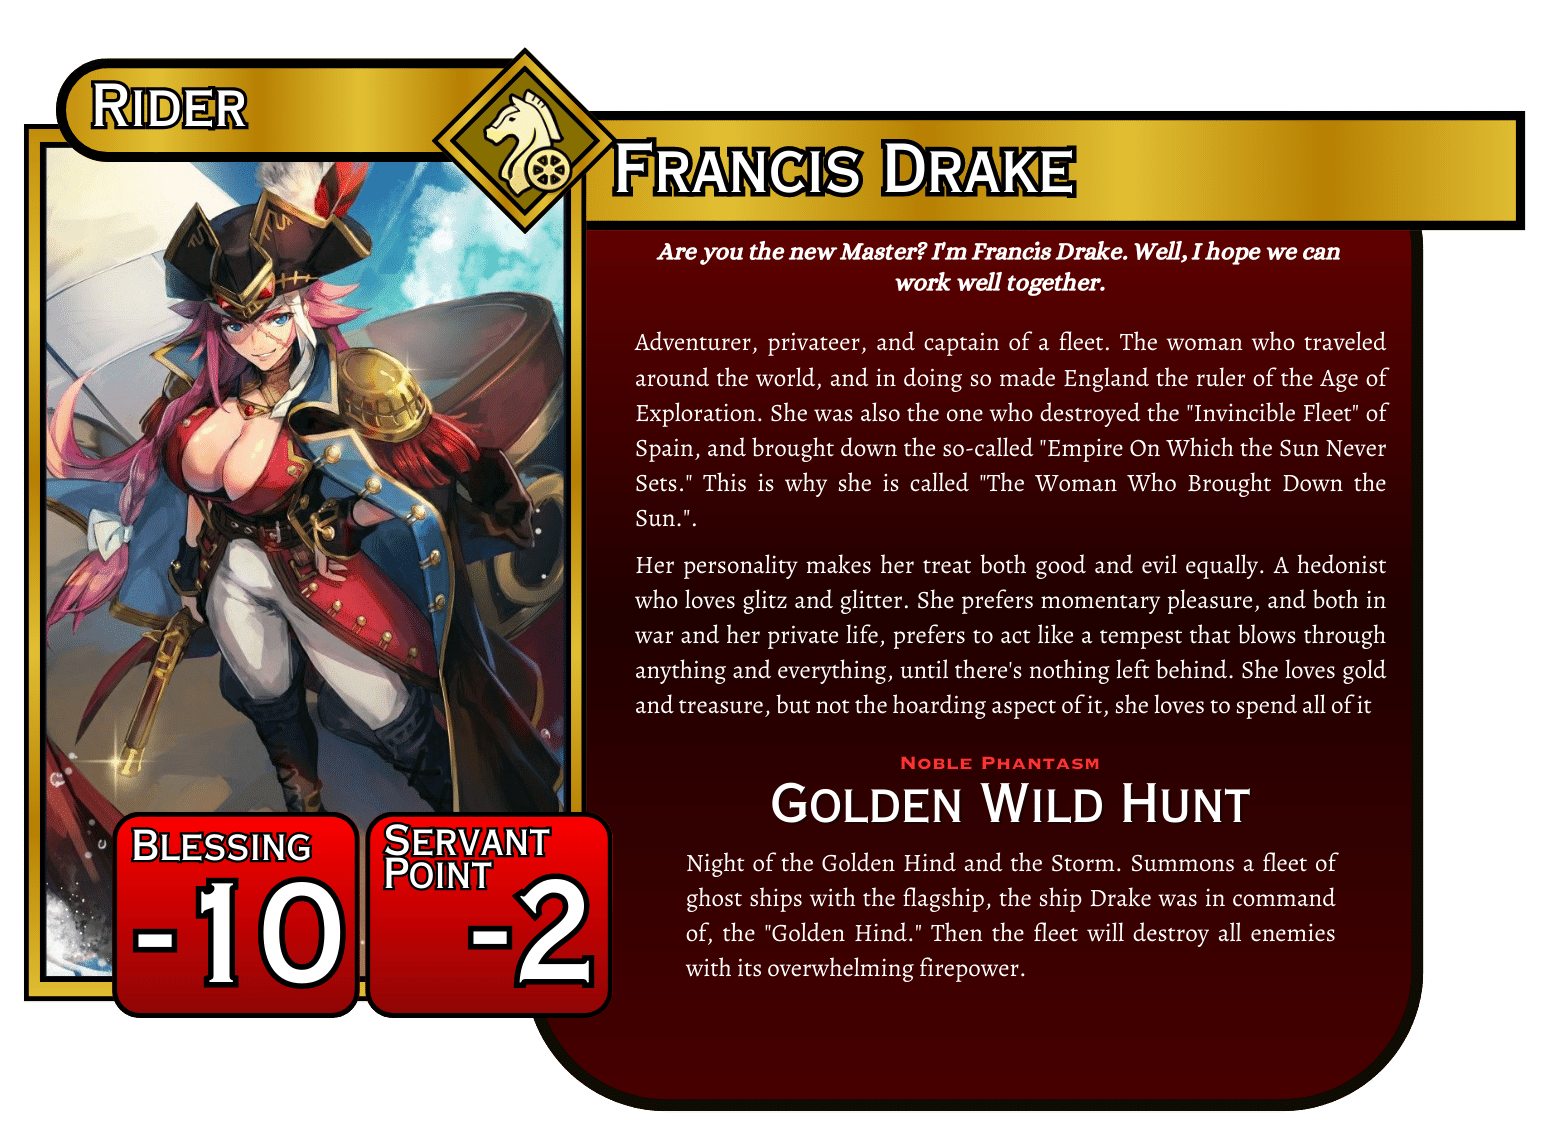 Rider
Francis Drake
Are you the new Master? I'm Francis Drake. Well, I hope we can
work well together.
Adventurer, privateer, and captain of a fleet. The woman who traveled
around the world, and in doing so made England the ruler of the Age of
Exploration. She was also the one who destroyed the "Invincible Fleet" of
Spain, and brought down the so-called "Empire On Which the Sun Never
Sets." This is why she is called "The Woman Who Brought Down the
Sun.".
Her personality makes her treat both good and evil equally. A hedonist
who loves glitz and glitter. She prefers momentary pleasure, and both in
war and her private life, prefers to act like a tempest that blows through
anything and everything, until there's nothing left behind. She loves gold
and treasure, but not the hoarding aspect of it, she loves to spend all of it
Noble Phantasm
Golden Wild Hunt
Night of the Golden Hind and the Storm. Summons a fleet of
ghost ships with the flagship, the ship Drake was in command
of, the "Golden Hind." Then the fleet will destroy all enemies
with its overwhelming firepower.
Blessing
-10
Servant
Point
-2